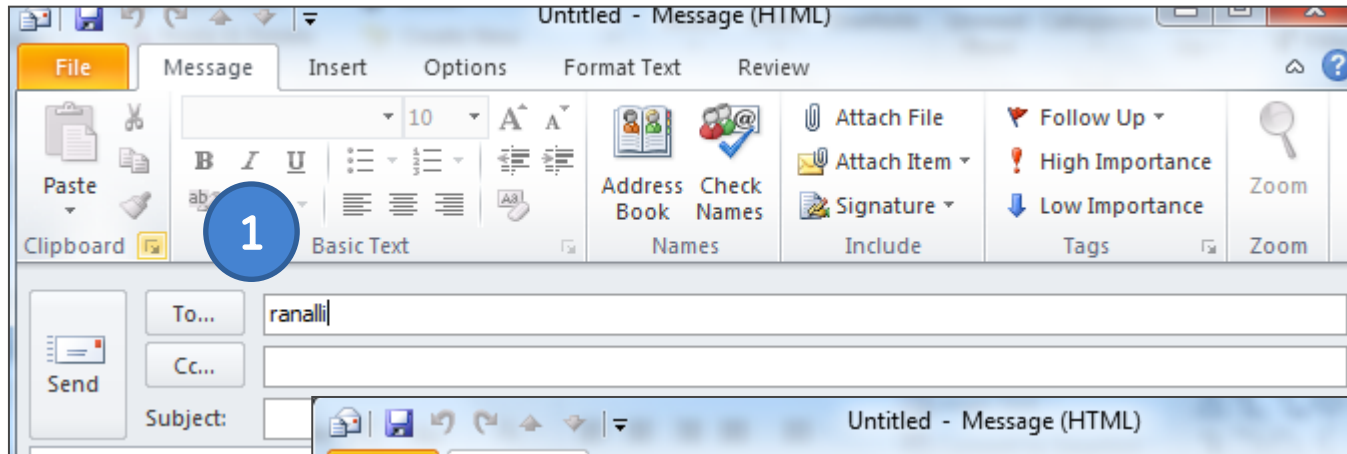 Untitled - Message (HTML)
File Message Insert Options Format Text Review
10 A A Attach File Follow Up
B I U Attach Item High Importance
Paste Address Book Check Names Signature Low Importance Zoom
Clipboard Basic Text Names Include Tags Zoom
1
To... ranalli
Cc...
Send
Subject:
Untitled - Message (HTML)